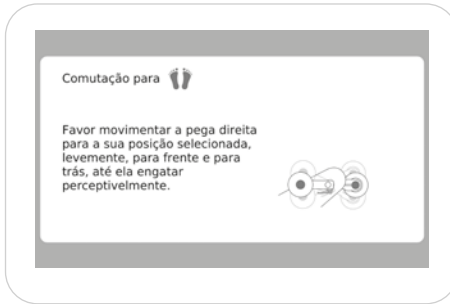 Comutação para
Favor movimentar a pega direita
para a sua posição selecionada,
levemente, para frente e para
trás, até ela engatar
perceptivelmente.